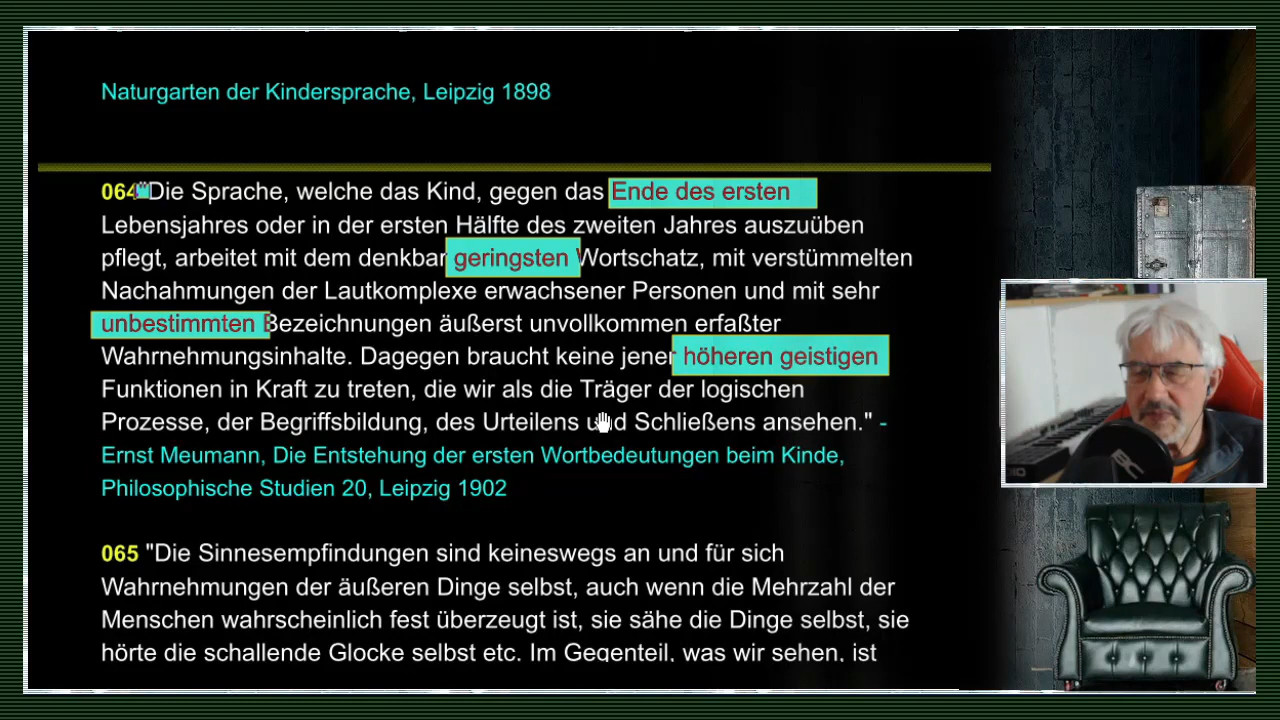 Naturgarten der Kindersprache, Leipzig 1898
064 "Die Sprache, welche das Kind, gegen das Ende des ersten
Lebensjahres oder in der ersten Hälfte des zweiten Jahres auszuüben
pflegt, arbeitet mit dem denkbar geringsten Wortschatz, mit verstümmelten
Nachahmungen der Lautkomplexe erwachsener Personen und mit sehr
unbestimmten Bezeichnungen äußerst unvollkommen erfaßter
Wahrnehmungsinhalte. Dagegen braucht keine jener höheren geistigen
Funktionen in Kraft zu treten, die wir als die Träger der logischen
Prozesse, der Begriffsbildung, des Urteilens und Schließens ansehen." -
Ernst Meumann, Die Entstehung der ersten Wortbedeutungen beim Kinde,
Philosophische Studien 20, Leipzig 1902
065 "Die Sinnesempfindungen sind keineswegs an und für sich
Wahrnehmungen der äußeren Dinge selbst, auch wenn die Mehrzahl der
Menschen wahrscheinlich fest überzeugt ist, sie sähe die Dinge selbst, sie
hörte die schallende Glocke selbst etc. Im Gegenteil, was wir sehen, ist